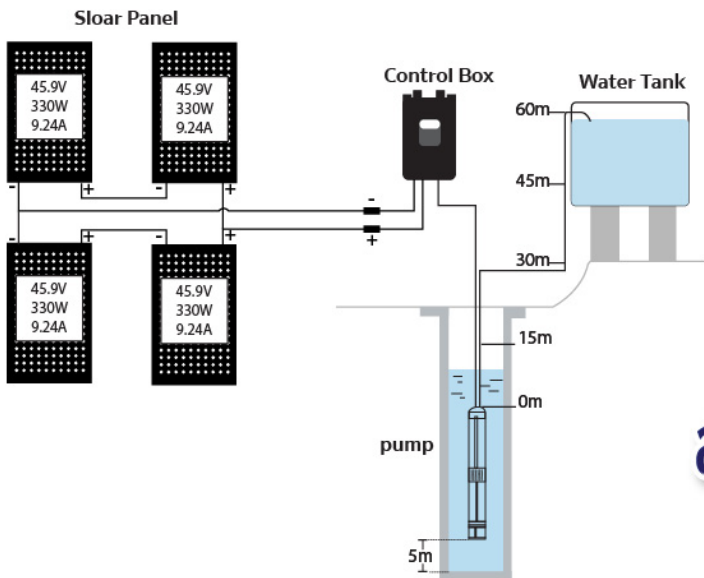 Sloar Panel
45.9V
330W
9.24A
45.9V
330W
9.24A
- + - +
- + - +
45.9V
330W
9.24A
45.9V
330W
9.24A
Control Box
-
+
Water Tank
60m
45m
30m
15m
0m
pump
5m